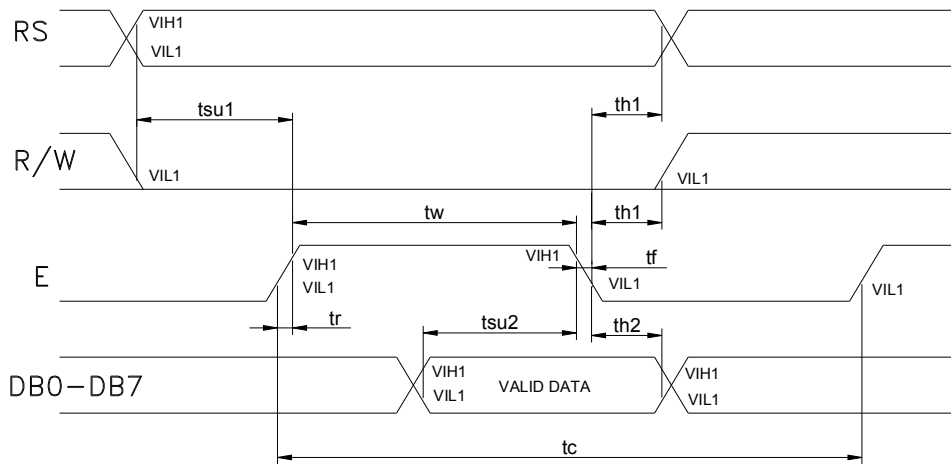 RS
VIH1
VIL1
tsu1
th1
R/W
VIL1
VIL1
tw
th1
E
VIH1
VIL1
VIH1
tf
VIL1
VIL1
tr
tsu2
th2
DB0-DB7
VIH1
VIL1
VALID DATA
VIH1
VIL1
tc